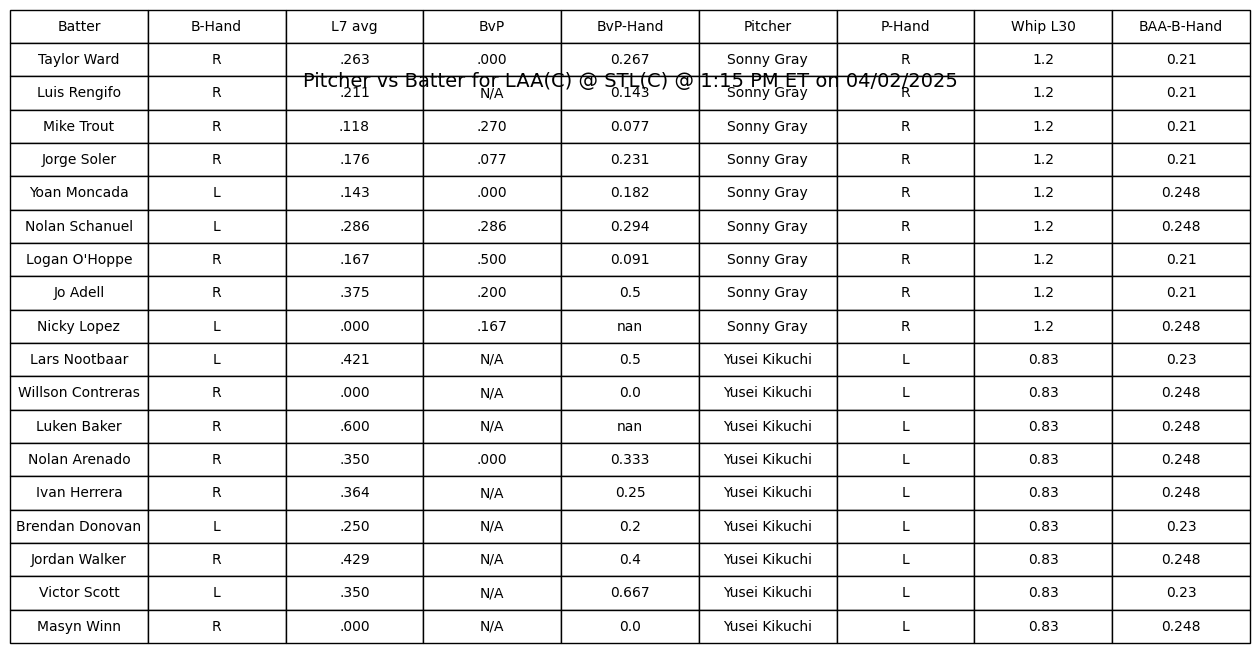 Batter B-Hand L7 avg BvP BvP-Hand Pitcher P-Hand Whip L30 BAA-B-Hand
Taylor Ward R .263 .000 0.267 Sonny Gray R 1.2 0.21
Pitcher vs Batter for LAA(C) @ STL(C) @ 1:15 PM ET on 04/02/2025
Luis Rengifo R .211 N/A 0.143 Sonny Gray R 1.2 0.21
Mike Trout R .118 .270 0.077 Sonny Gray R 1.2 0.21
Jorge Soler R .176 .077 0.231 Sonny Gray R 1.2 0.21
Yoan Moncada L .143 .000 0.182 Sonny Gray R 1.2 0.248
Nolan Schanuel L .286 .286 0.294 Sonny Gray R 1.2 0.248
Logan O'Hoppe R .167 .500 0.091 Sonny Gray R 1.2 0.21
Jo Adell R .375 .200 0.5 Sonny Gray R 1.2 0.21
Nicky Lopez L .000 .167 nan Sonny Gray R 1.2 0.248
Lars Nootbaar L .421 N/A 0.5 Yusei Kikuchi L 0.83 0.23
Willson Contreras R .000 N/A 0.0 Yusei Kikuchi L 0.83 0.248
Luken Baker R .600 N/A nan Yusei Kikuchi L 0.83 0.248
Nolan Arenado R .350 .000 0.333 Yusei Kikuchi L 0.83 0.248
Ivan Herrera R .364 N/A 0.25 Yusei Kikuchi L 0.83 0.248
Brendan Donovan L .250 N/A 0.2 Yusei Kikuchi L 0.83 0.23
Jordan Walker R .429 N/A 0.4 Yusei Kikuchi L 0.83 0.248
Victor Scott L .350 N/A 0.667 Yusei Kikuchi L 0.83 0.23
Masyn Winn R .000 N/A 0.0 Yusei Kikuchi L 0.83 0.248